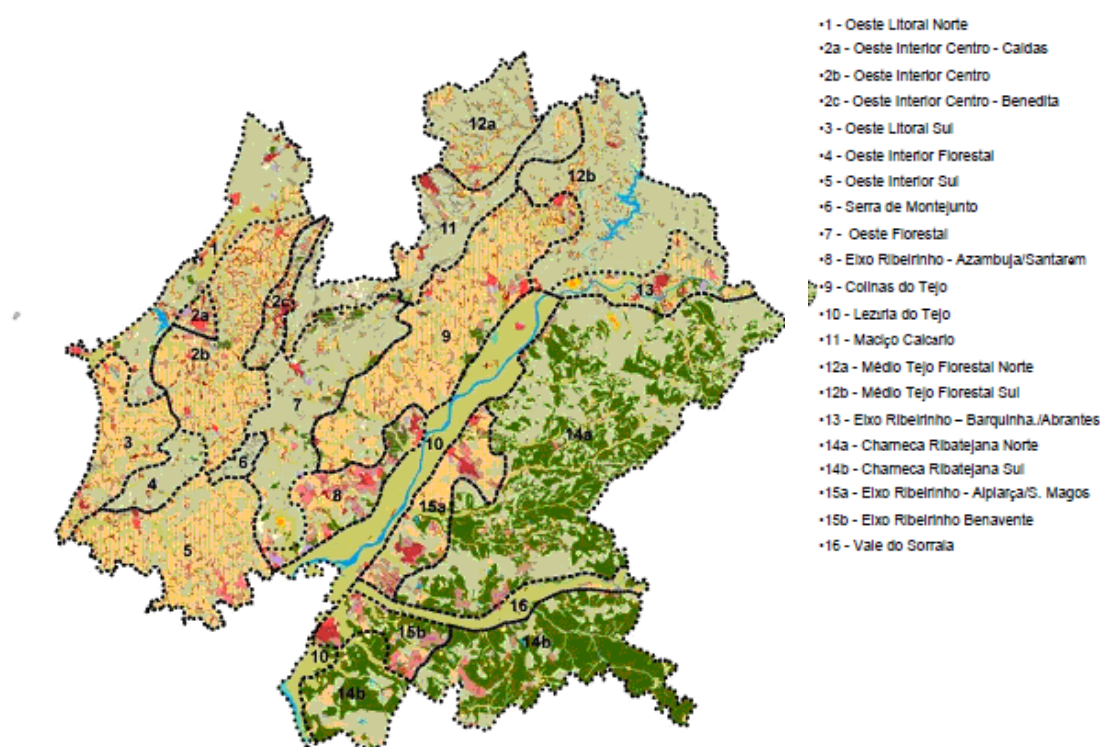 •1 - Oeste Litoral Norte
•2a - Oeste Interior Centro - Caldas
•2b - Oeste Interior Centro
•2c - Oeste Interior Centro - Benedita
•3 - Oeste Litoral Sul
•4 - Oeste Interior Florestal
•5 - Oeste Interior Sul
•6 - Serra de Montejunto
•7 - Oeste Florestal
•8 - Eixo Ribeirinho - Azambuja/Santarem
•9 - Colinas do Tejo
•10 - Lezíria do Tejo
•11 - Maciço Calcario
•12a - Médio Tejo Florestal Norte
•12b - Médio Tejo Florestal Sul
•13 - Eixo Ribeirinho – Barquinha./Abrantes
•14a - Charneca Ribatejana Norte
•14b - Charneca Ribatejana Sul
•15a - Eixo Ribeirinho - Alpiarça/S. Magos
•15b - Eixo Ribeirinho Benavente
•16 - Vale do Sorraia
12a
12b
11
1
13
2c
2a
9
2b
7
14a
3
10
6
4
8
15a
5
16
15b
14b
10
14b